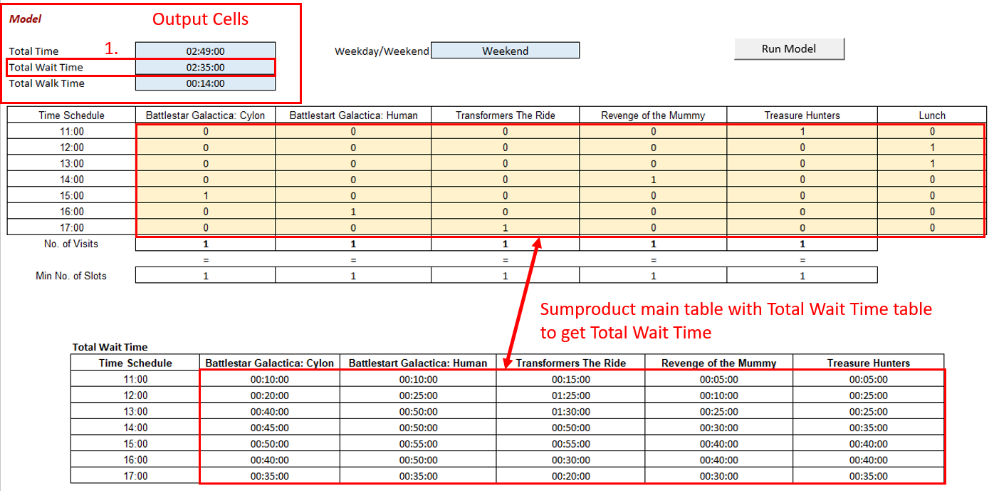 Model
Output Cells
Total Time 1. 02:49:00 Weekday/Weekend Weekend Run Model
Total Wait Time 02:35:00
Total Walk Time 00:14:00
Time Schedule Battlestar Galactica: Cylon Battlestart Galactica: Human Transformers The Ride Revenge of the Mummy Treasure Hunters Lunch
11:00 0 0 0 0 1 0
12:00 0 0 0 0 0 1
13:00 0 0 0 0 0 1
14:00 0 0 0 1 0 0
15:00 1 0 0 0 0 0
16:00 0 1 0 0 0 0
17:00 0 0 1 0 0 0
No. of Visits 1 1 1 1 1
= = = = =
Min No. of Slots 1 1 1 1 1
Sumproduct main table with Total Wait Time table
to get Total Wait Time
Total Wait Time
Time Schedule Battlestar Galactica: Cylon Battlestart Galactica: Human Transformers The Ride Revenge of the Mummy Treasure Hunters
11:00 00:10:00 00:10:00 00:15:00 00:05:00 00:05:00
12:00 00:20:00 00:25:00 01:25:00 00:10:00 00:25:00
13:00 00:40:00 00:50:00 01:30:00 00:25:00 00:25:00
14:00 00:45:00 00:50:00 00:50:00 00:30:00 00:35:00
15:00 00:50:00 00:55:00 00:55:00 00:40:00 00:40:00
16:00 00:40:00 00:50:00 00:30:00 00:40:00 00:40:00
17:00 00:35:00 00:35:00 00:20:00 00:30:00 00:35:00